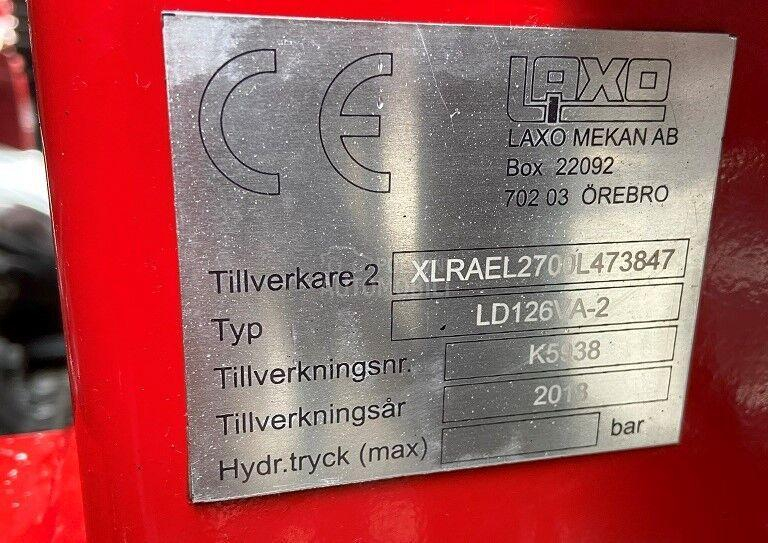 CE
LAXO
LAXO MEKAN AB
Box 22092
702 03 ÖREBRO
Tillverkare 2 XLRAEL2700L473847
Typ LD126VA-2
Tillverkningsnr. K5938
Tillverkningsår 2018
Hydr.tryck (max) bar